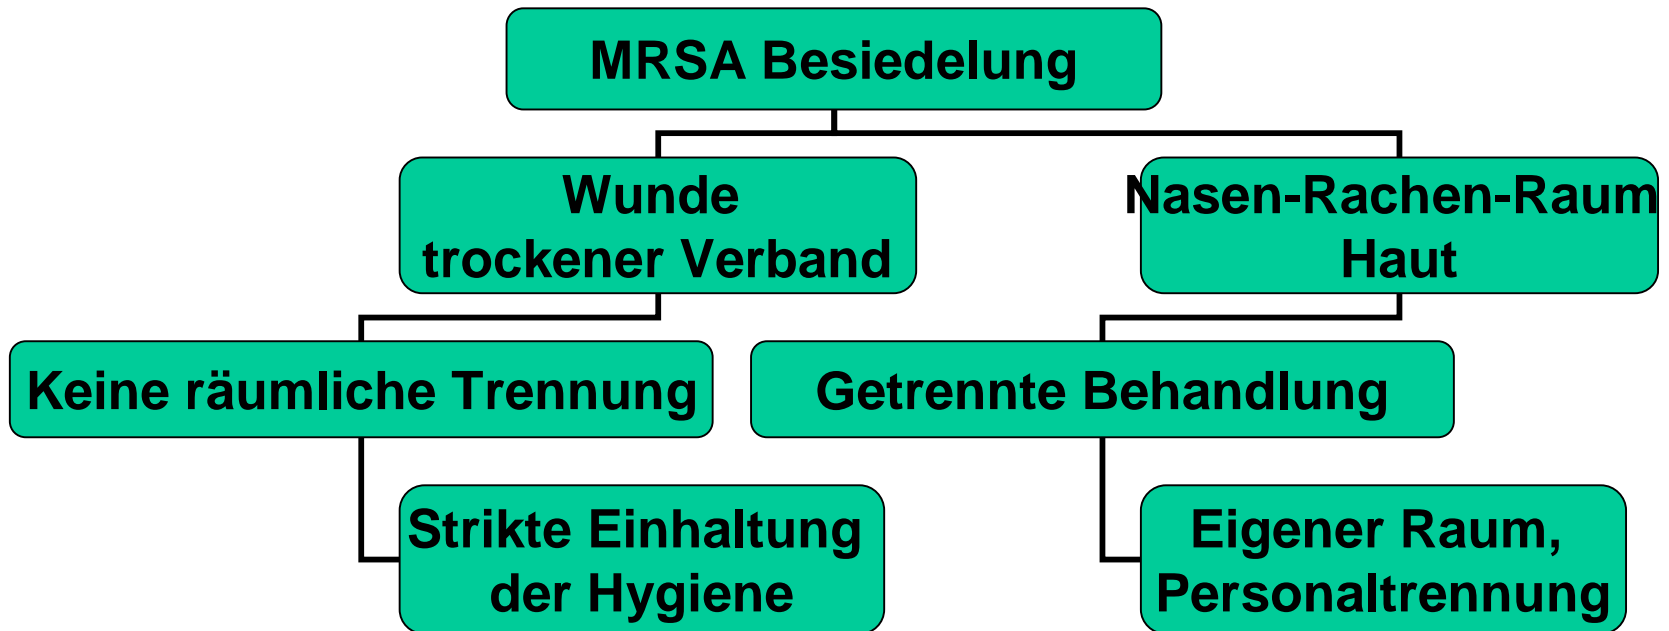 MRSA Besiedelung
Wunde
trockener Verband
Nasen-Rachen-Raum
Haut
Keine räumliche Trennung
Getrennte Behandlung
Strikte Einhaltung
der Hygiene
Eigener Raum,
Personaltrennung